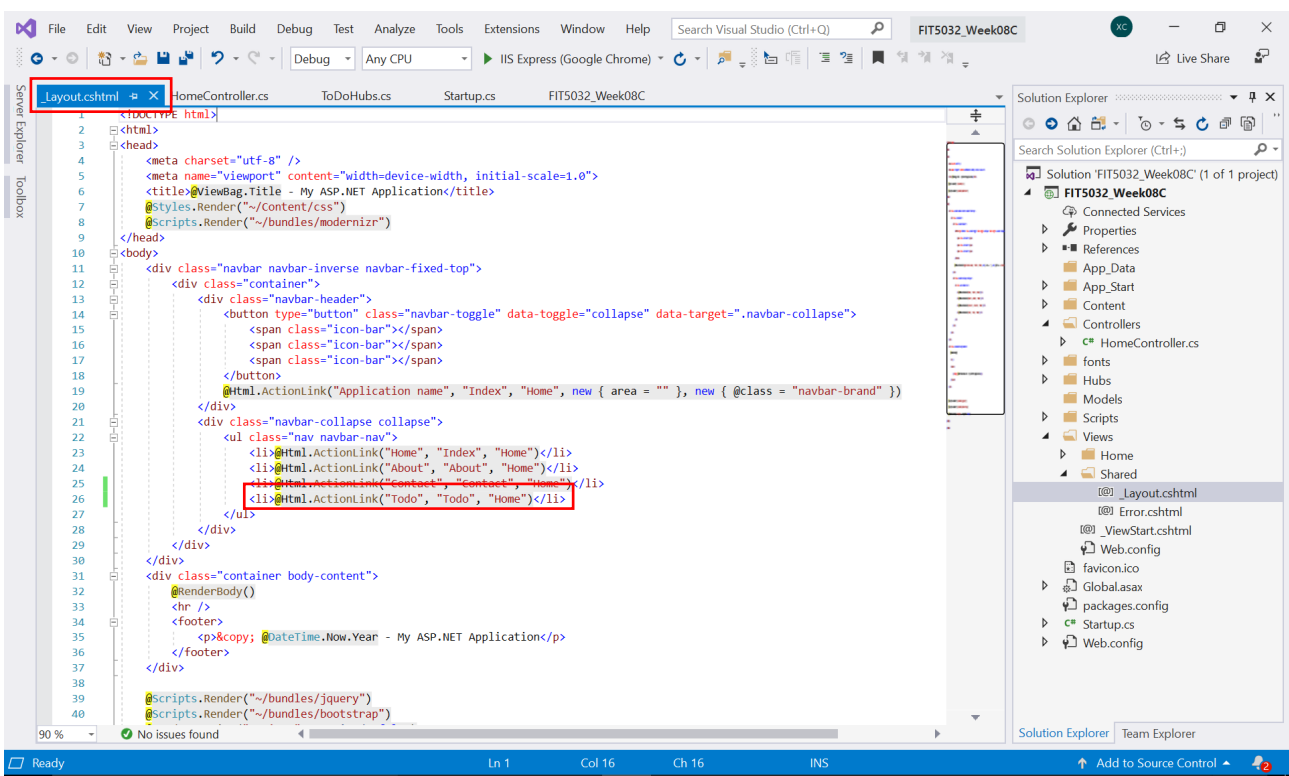 File Edit View Project Build Debug Test Analyze Tools Extensions Window Help Search Visual Studio (Ctrl+Q) FIT5032_Week08C XC
Debug Any CPU IIS Express (Google Chrome) Live Share
Server Explorer
Toolbox
_Layout.cshtml HomeController.cs ToDoHubs.cs Startup.cs FIT5032_Week08C
1 <!DOCTYPE html>
2 <html>
3 <head>
4 <meta charset="utf-8" />
5 <meta name="viewport" content="width=device-width, initial-scale=1.0">
6 <title>@ViewBag.Title - My ASP.NET Application</title>
7 @Styles.Render("~/Content/css")
8 @Scripts.Render("~/bundles/modernizr")
9 </head>
10 <body>
11 <div class="navbar navbar-inverse navbar-fixed-top">
12 <div class="container">
13 <div class="navbar-header">
14 <button type="button" class="navbar-toggle" data-toggle="collapse" data-target=".navbar-collapse">
15 <span class="icon-bar"></span>
16 <span class="icon-bar"></span>
17 <span class="icon-bar"></span>
18 </button>
19 @Html.ActionLink("Application name", "Index", "Home", new { area = "" }, new { @class = "navbar-brand" })
20 </div>
21 <div class="navbar-collapse collapse">
22 <ul class="nav navbar-nav">
23 <li>@Html.ActionLink("Home", "Index", "Home")</li>
24 <li>@Html.ActionLink("About", "About", "Home")</li>
25 <li>@Html.ActionLink("Contact", "Contact", "Home")</li>
26 <li>@Html.ActionLink("Todo", "Todo", "Home")</li>
27 </ul>
28 </div>
29 </div>
30 </div>
31 <div class="container body-content">
32 @RenderBody()
33 <hr />
34 <footer>
35 <p>&copy; @DateTime.Now.Year - My ASP.NET Application</p>
36 </footer>
37 </div>
38
39 @Scripts.Render("~/bundles/jquery")
40 @Scripts.Render("~/bundles/bootstrap")
90 % No issues found
Solution Explorer
Search Solution Explorer (Ctrl+;)
Solution 'FIT5032_Week08C' (1 of 1 project)
FIT5032_Week08C
Connected Services
Properties
References
App_Data
App_Start
Content
Controllers
C# HomeController.cs
fonts
Hubs
Models
Scripts
Views
Home
Shared
[@] _Layout.cshtml
[@] Error.cshtml
[@] _ViewStart.cshtml
Web.config
favicon.ico
Global.asax
packages.config
C# Startup.cs
Web.config
Solution Explorer Team Explorer
Ready Ln 1 Col 16 Ch 16 INS Add to Source Control 2